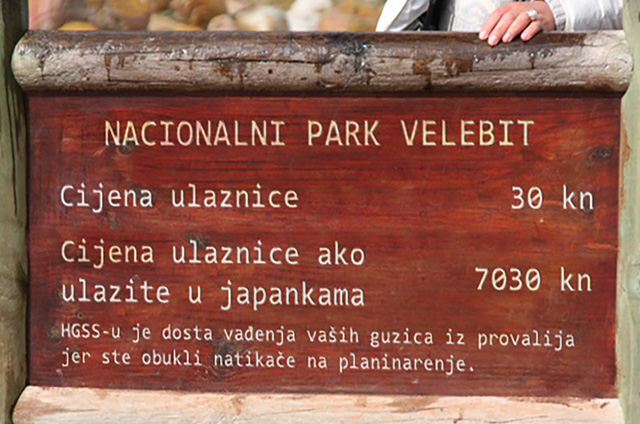 NACIONALNI PARK VELEBIT
Cijena ulaznice 30 kn
Cijena ulaznice ako
ulazite u japankama 7030 kn
HGSS-u je dosta vađenja vaših guzica iz provalija
jer ste obukli natikače na planinarenje.